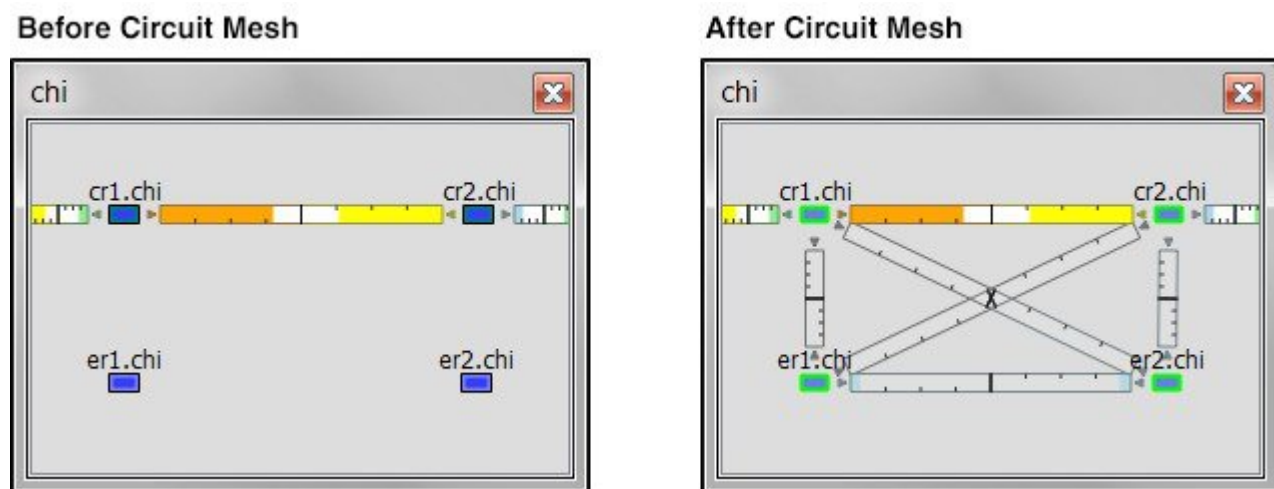 Before Circuit Mesh
After Circuit Mesh
chi
chi
cr1.chi
cr2.chi
cr1.chi
cr2.chi
er1.chi
er2.chi
er1.chi
er2.chi